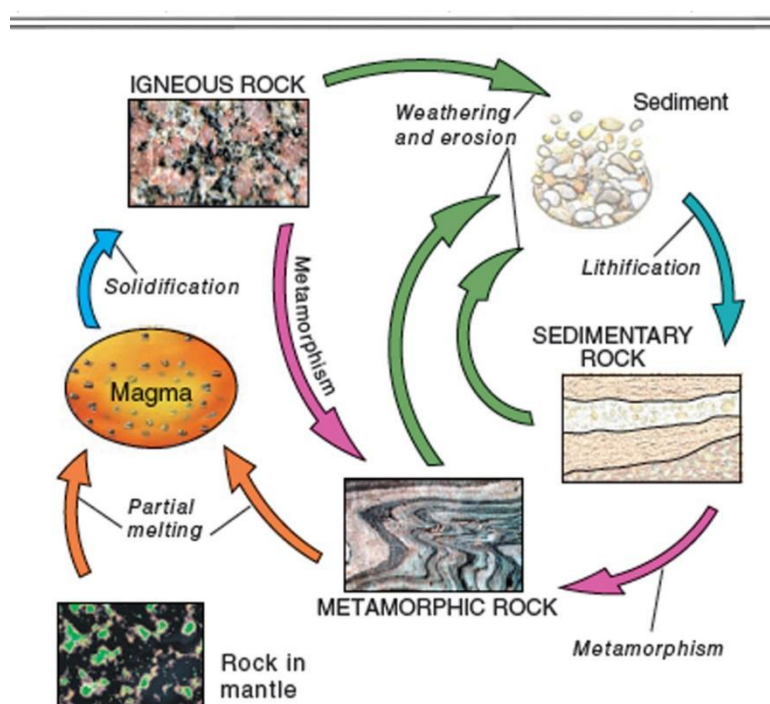 IGNEOUS ROCK
Weathering
and erosion
Sediment
Solidification
Metamorphism
Lithification
SEDIMENTARY
ROCK
Magma
Partial
melting
METAMORPHIC ROCK
Metamorphism
Rock in
mantle